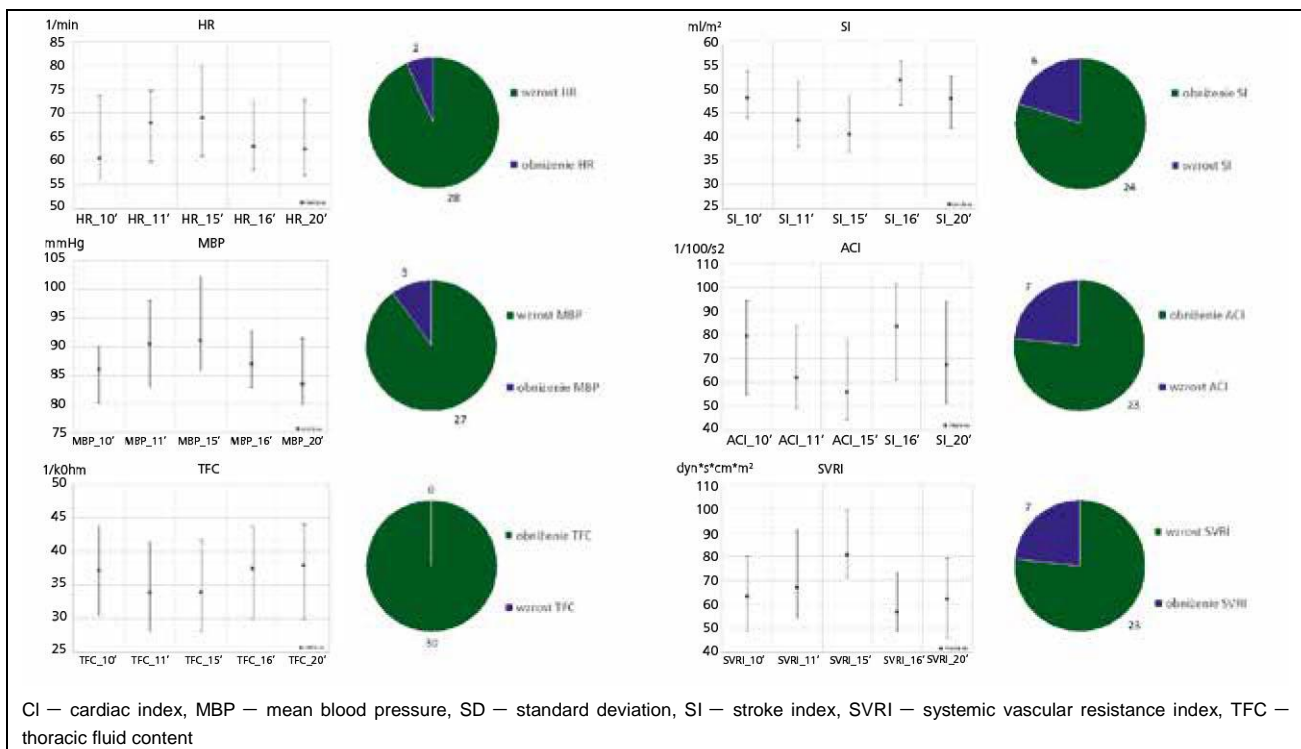 1/min HR
85
80
75
70
65
60
55
50
HR_10′ HR_11′ HR_15′ HR_16′ HR_20′
2
wzrost HR
obniżenie HR
28
ml/m² SI
60
55
50
45
40
35
30
25
SI_10′ SI_11′ SI_15′ SI_16′ SI_20′
6
obniżenie SI
wzrost SI
24
mmHg MBP
105
100
95
90
85
80
75
MBP_10′ MBP_11′ MBP_15′ MBP_16′ MBP_20′
3
wzrost MBP
obniżenie MBP
27
1/100/s2 ACI
110
100
90
80
70
60
50
40
ACI_10′ ACI_11′ ACI_15′ SI_16′ SI_20′
7
obniżenie ACI
wzrost ACI
23
1/k0hm TFC
50
45
40
35
30
25
TFC_10′ TFC_11′ TFC_15′ TFC_16′ TFC_20′
0
obniżenie TFC
wzrost TFC
30
dyn*s*cm*m² SVRI
110
100
90
80
70
60
50
40
SVRI_10′ SVRI_11′ SVRI_15′ SVRI_16′ SVRI_20′
7
wzrost SVRI
obniżenie SVRI
23
CI — cardiac index, MBP — mean blood pressure, SD — standard deviation, SI — stroke index, SVRI — systemic vascular resistance index, TFC —
thoracic fluid content